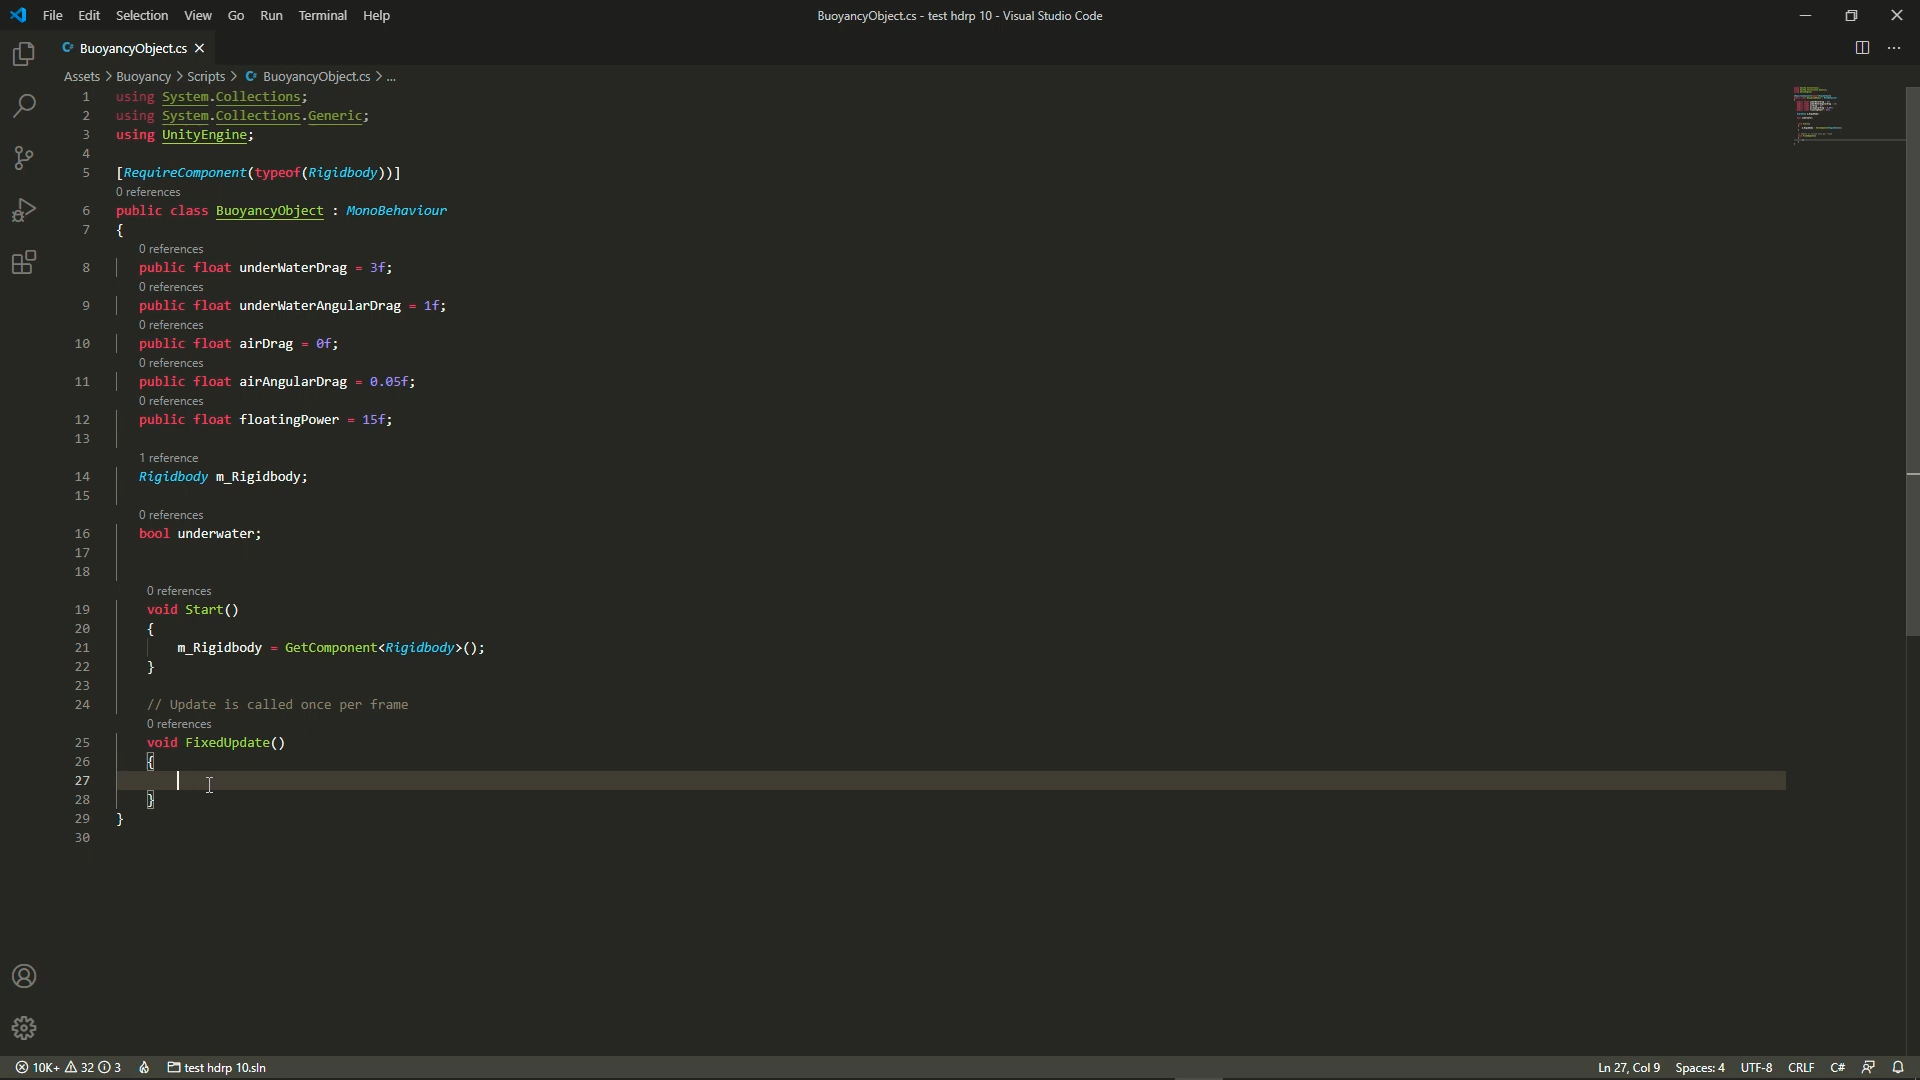 File Edit Selection View Go Run Terminal Help
BuoyancyObject.cs - test hdrp 10 - Visual Studio Code
BuoyancyObject.cs
Assets > Buoyancy > Scripts > BuoyancyObject.cs > ...
1 using System.Collections;
2 using System.Collections.Generic;
3 using UnityEngine;
4
5 [RequireComponent(typeof(Rigidbody))]
0 references
6 public class BuoyancyObject : MonoBehaviour
7 {
0 references
8 public float underWaterDrag = 3f;
0 references
9 public float underWaterAngularDrag = 1f;
0 references
10 public float airDrag = 0f;
0 references
11 public float airAngularDrag = 0.05f;
0 references
12 public float floatingPower = 15f;
13
1 reference
14 Rigidbody m_Rigidbody;
15
0 references
16 bool underwater;
17
18
0 references
19 void Start()
20 {
21 m_Rigidbody = GetComponent<Rigidbody>();
22 }
23
24 // Update is called once per frame
0 references
25 void FixedUpdate()
26 {
27
28 }
29 }
30
10K+ 32 3 test hdrp 10.sln Ln 27, Col 9 Spaces: 4 UTF-8 CRLF C#